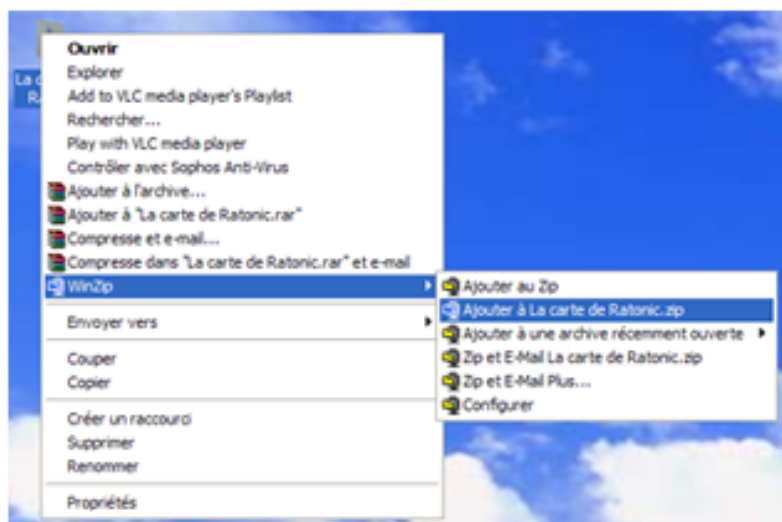 La
R
Ouvrir
Explorer
Add to VLC media player's Playlist
Rechercher...
Play with VLC media player
Contrôler avec Sophos Anti-Virus
Ajouter à l'archive...
Ajouter à "La carte de Ratonic.rar"
Compresse et e-mail...
Compresse dans "La carte de Ratonic.rar" et e-mail
WinZip
Envoyer vers
Couper
Copier
Créer un raccourci
Supprimer
Renommer
Propriétés
Ajouter au Zip
Ajouter à La carte de Ratonic.zip
Ajouter à une archive récemment ouverte
Zip et E-Mail La carte de Ratonic.zip
Zip et E-Mail Plus...
Configurer